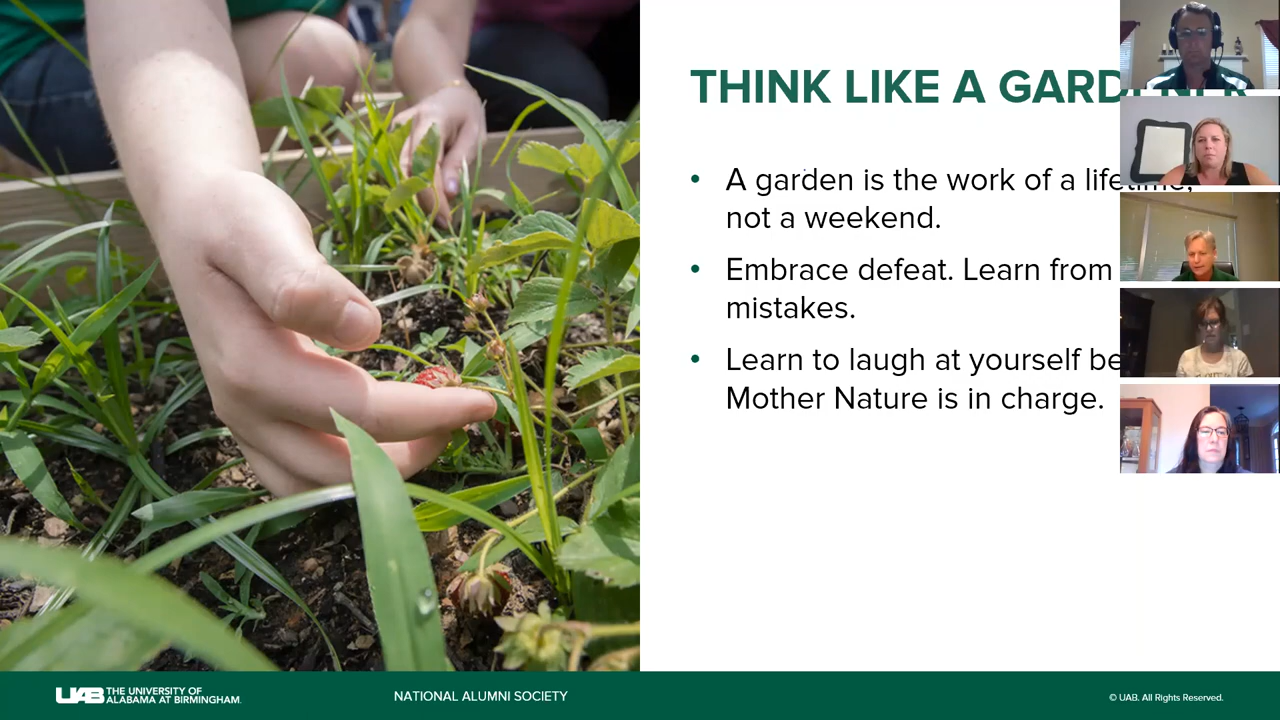 THINK LIKE A GARDENER
• A garden is the work of a lifetime,
not a weekend.
• Embrace defeat. Learn from
mistakes.
• Learn to laugh at yourself be
Mother Nature is in charge.
UAB THE UNIVERSITY OF
ALABAMA AT BIRMINGHAM.
NATIONAL ALUMNI SOCIETY
© UAB. All Rights Reserved.